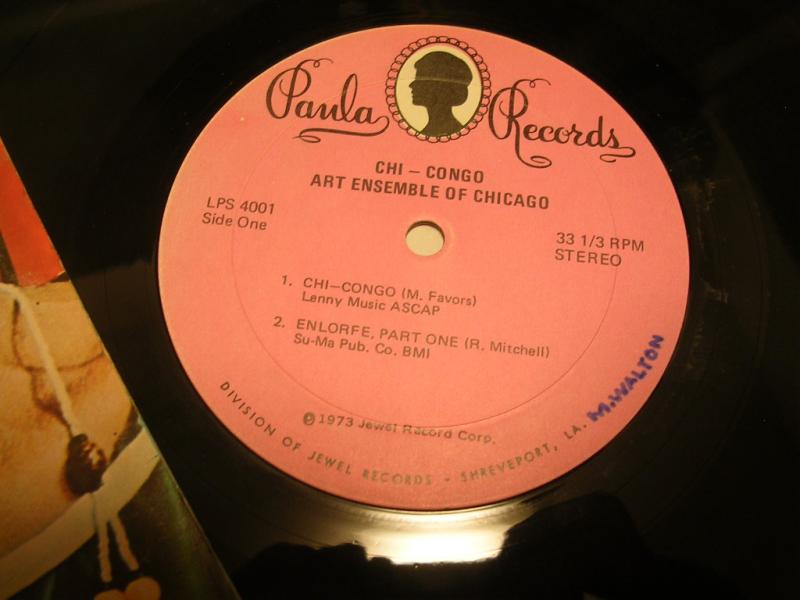 Paula Records
CHI – CONGO
ART ENSEMBLE OF CHICAGO
LPS 4001
Side One
33 1/3 RPM
STEREO
1. CHI–CONGO (M. Favors)
Lenny Music ASCAP
2. ENLORFE, PART ONE (R. Mitchell)
Su-Ma Pub. Co. BMI
M. WALTON
℗ 1973 Jewel Record Corp.
DIVISION OF JEWEL RECORDS - SHREVEPORT, LA.